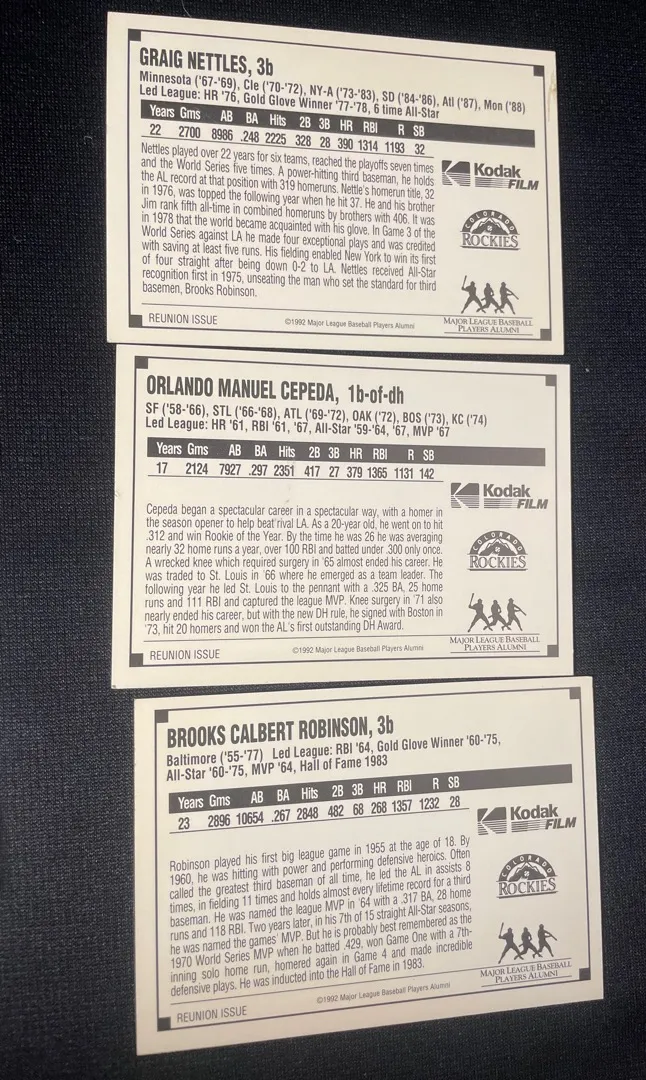 GRAIG NETTLES, 3b
Minnesota ('67-'69), Cle ('70-'72), NY-A ('73-'83), SD ('84-'86), Atl ('87), Mon ('88)
Led League: HR '76, Gold Glove Winner '77-'78, 6 time All-Star
Years Gms AB BA Hits 2B 3B HR RBI R SB
22 2700 8986 .248 2225 328 28 390 1314 1193 32
Nettles played over 22 years for six teams, reached the playoffs seven times
and the World Series five times. A power-hitting third baseman, he holds
the AL record at that position with 319 homeruns. Nettle's homerun title, 32
in 1976, was topped the following year when he hit 37. He and his brother
Jim rank fifth all-time in combined homeruns by brothers with 406. It was
in 1978 that the world became acquainted with his glove. In Game 3 of the
World Series against LA he made four exceptional plays and was credited
with saving at least five runs. His fielding enabled New York to win its first
of four straight after being down 0-2 to LA. Nettles received All-Star
recognition first in 1975, unseating the man who set the standard for third
basemen, Brooks Robinson.
Kodak
FILM
COLORADO
ROCKIES
MAJOR LEAGUE BASEBALL
PLAYERS ALUMNI
REUNION ISSUE
©1992 Major League Baseball Players Alumni
ORLANDO MANUEL CEPEDA, 1b-of-dh
SF ('58-'66), STL ('66-'68), ATL ('69-'72), OAK ('72), BOS ('73), KC ('74)
Led League: HR '61, RBI '61, '67, All-Star '59-'64, '67, MVP '67
Years Gms AB BA Hits 2B 3B HR RBI R SB
17 2124 7927 .297 2351 417 27 379 1365 1131 142
Cepeda began a spectacular career in a spectacular way, with a homer in
the season opener to help beat rival LA. As a 20-year old, he went on to hit
.312 and win Rookie of the Year. By the time he was 26 he was averaging
nearly 32 home runs a year, over 100 RBI and batted under .300 only once.
A wrecked knee which required surgery in '65 almost ended his career. He
was traded to St. Louis in '66 where he emerged as a team leader. The
following year he led St. Louis to the pennant with a .325 BA, 25 home
runs and 111 RBI and captured the league MVP. Knee surgery in '71 also
nearly ended his career, but with the new DH rule, he signed with Boston in
'73, hit 20 homers and won the AL's first outstanding DH Award.
Kodak
FILM
COLORADO
ROCKIES
MAJOR LEAGUE BASEBALL
PLAYERS ALUMNI
REUNION ISSUE
©1992 Major League Baseball Players Alumni
BROOKS CALBERT ROBINSON, 3b
Baltimore ('55-'77) Led League: RBI '64, Gold Glove Winner '60-'75,
All-Star '60-'75, MVP '64, Hall of Fame 1983
Years Gms AB BA Hits 2B 3B HR RBI R SB
23 2896 10654 .267 2848 482 68 268 1357 1232 28
Robinson played his first big league game in 1955 at the age of 18. By
1960, he was hitting with power and performing defensive heroics. Often
called the greatest third baseman of all time, he led the AL in assists 8
times, in fielding 11 times and holds almost every lifetime record for a third
baseman. He was named the league MVP in '64 with a .317 BA, 28 home
runs and 118 RBI. Two years later, in his 7th of 15 straight All-Star seasons,
he was named the games' MVP. But he is probably best remembered as the
1970 World Series MVP when he batted .429, won Game One with a 7th-
inning solo home run, homered again in Game 4 and made incredible
defensive plays. He was inducted into the Hall of Fame in 1983.
Kodak
FILM
COLORADO
ROCKIES
MAJOR LEAGUE BASEBALL
PLAYERS ALUMNI
REUNION ISSUE
©1992 Major League Baseball Players Alumni